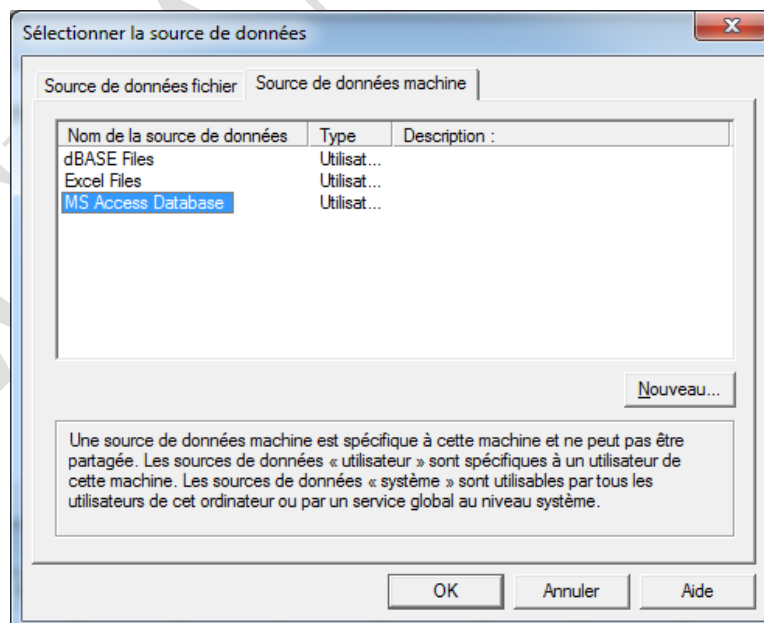 Sélectionner la source de données
Source de données fichier Source de données machine
Nom de la source de données Type Description :
dBASE Files Utilisat...
Excel Files Utilisat...
MS Access Database Utilisat...
Nouveau...
Une source de données machine est spécifique à cette machine et ne peut pas être
partagée. Les sources de données « utilisateur » sont spécifiques à un utilisateur de
cette machine. Les sources de données « système » sont utilisables par tous les
utilisateurs de cet ordinateur ou par un service global au niveau système.
OK Annuler Aide